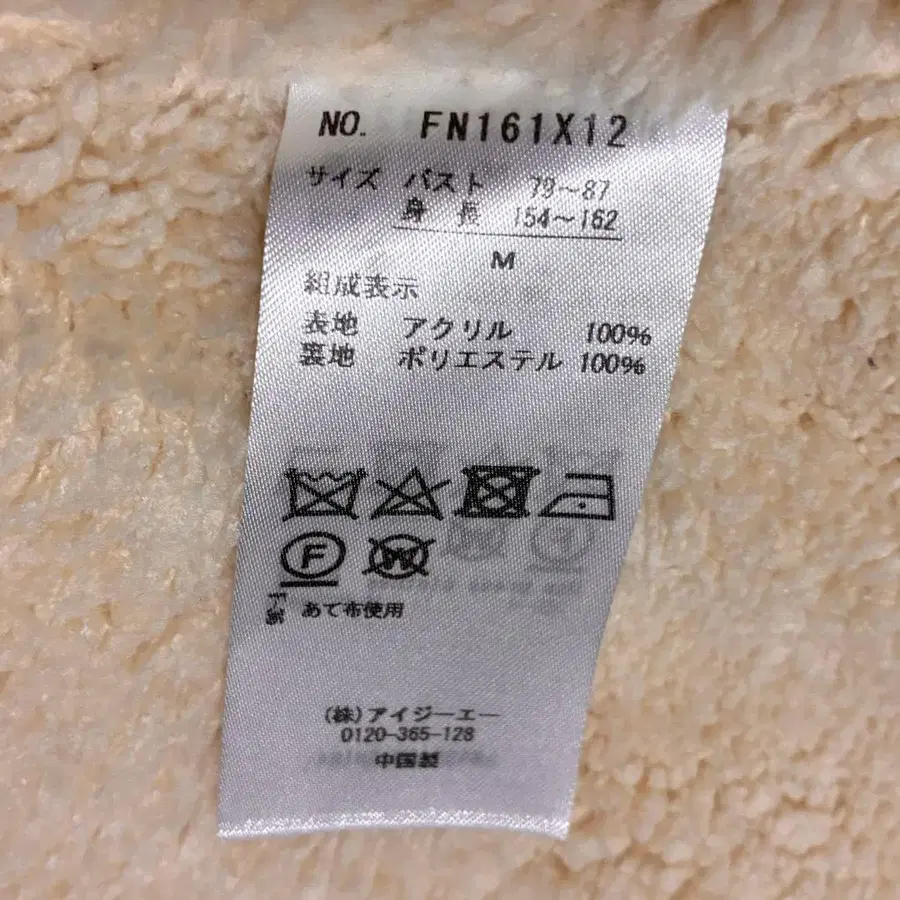 NO. FN161X12
サイズ バスト 79～87
身長 154～162
M
組成表示
表地 アクリル 100%
裏地 ポリエステル 100%
F W
あて布使用
(株)アイジーエー
0120-365-128
中国製